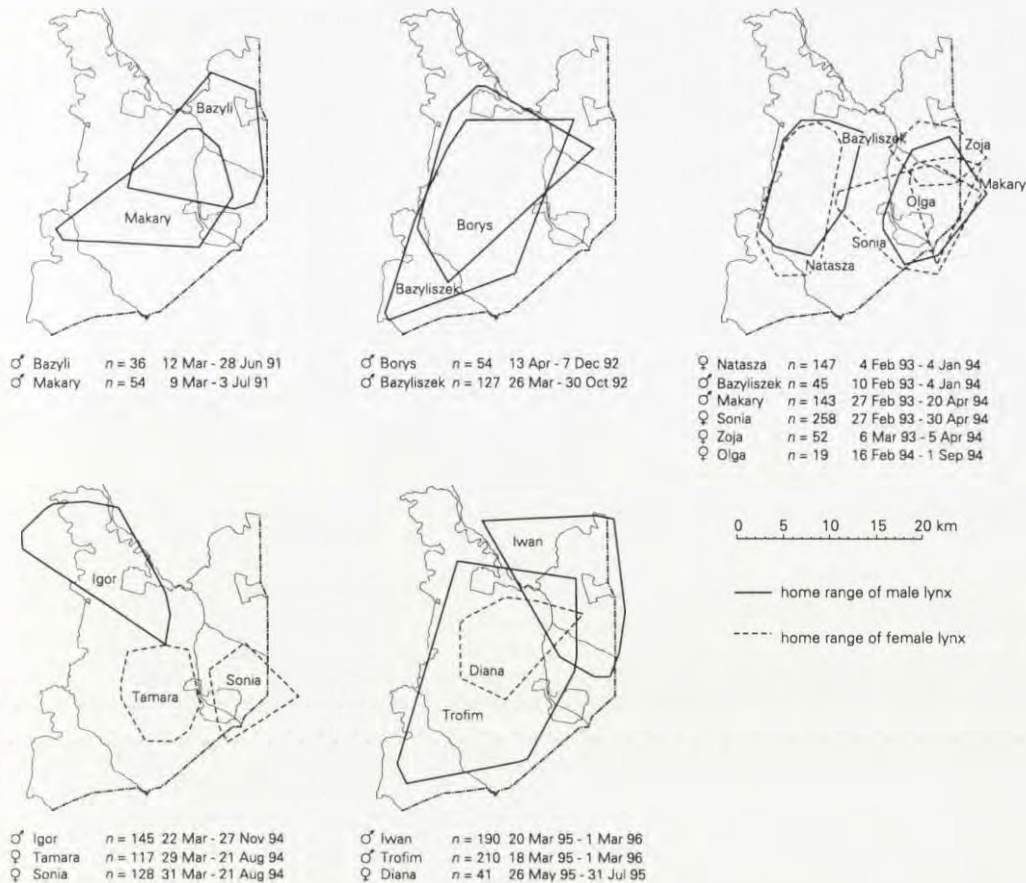 Bazyli
Makary
♂ Bazyli n = 36 12 Mar - 28 Jun 91
♂ Makary n = 54 9 Mar - 3 Jul 91
Borys
Bazyliszek
♂ Borys n = 54 13 Apr - 7 Dec 92
♂ Bazyliszek n = 127 26 Mar - 30 Oct 92
Bazyliszek
Zoja
Makary
Olga
Sonia
Natasza
♀ Natasza n = 147 4 Feb 93 - 4 Jan 94
♂ Bazyliszek n = 45 10 Feb 93 - 4 Jan 94
♂ Makary n = 143 27 Feb 93 - 20 Apr 94
♀ Sonia n = 258 27 Feb 93 - 30 Apr 94
♀ Zoja n = 52 6 Mar 93 - 5 Apr 94
♀ Olga n = 19 16 Feb 94 - 1 Sep 94
Igor
Tamara
Sonia
♂ Igor n = 145 22 Mar - 27 Nov 94
♀ Tamara n = 117 29 Mar - 21 Aug 94
♀ Sonia n = 128 31 Mar - 21 Aug 94
Iwan
Diana
Trofim
♂ Iwan n = 190 20 Mar 95 - 1 Mar 96
♂ Trofim n = 210 18 Mar 95 - 1 Mar 96
♀ Diana n = 41 26 May 95 - 31 Jul 95
0 5 10 15 20 km
home range of male lynx
home range of female lynx